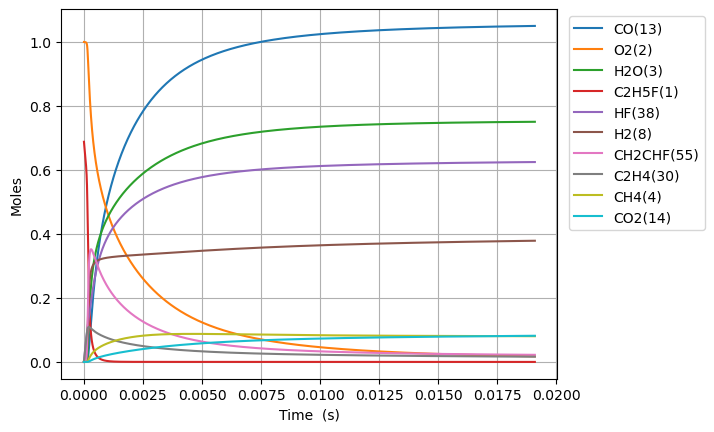 1.0
0.8
0.6
0.4
0.2
0.0
Moles
0.0000 0.0025 0.0050 0.0075 0.0100 0.0125 0.0150 0.0175 0.0200
Time (s)
CO(13)
O2(2)
H2O(3)
C2H5F(1)
HF(38)
H2(8)
CH2CHF(55)
C2H4(30)
CH4(4)
CO2(14)